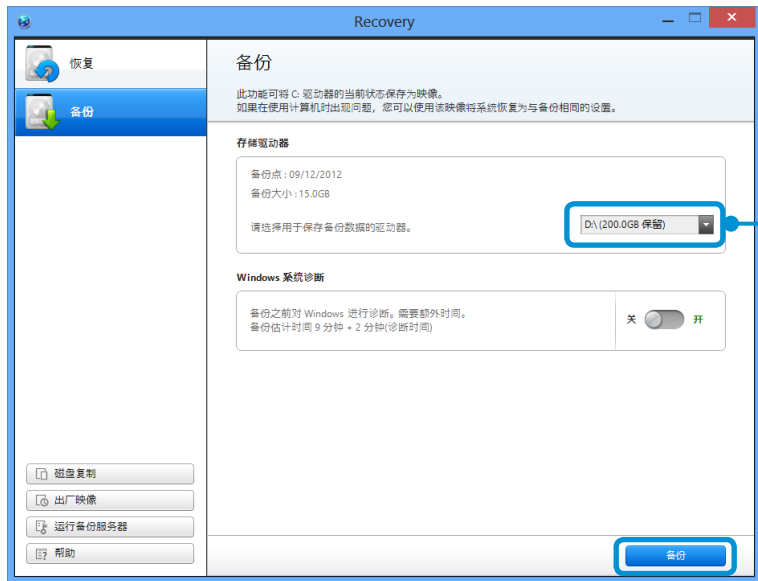 Recovery
恢复
备份
备份
此功能可将 C: 驱动器的当前状态保存为映像。
如果在使用计算机时出现问题，您可以使用该映像将系统恢复为与备份相同的设置。
存储驱动器
备份点 : 09/12/2012
备份大小 : 15.0GB
请选择用于保存备份数据的驱动器。
D:\ (200.0GB 保留)
Windows 系统诊断
备份之前对 Windows 进行诊断。需要额外时间。
备份估计时间 9 分钟 + 2 分钟(诊断时间)
关 开
磁盘复制
出厂映像
运行备份服务器
帮助
备份